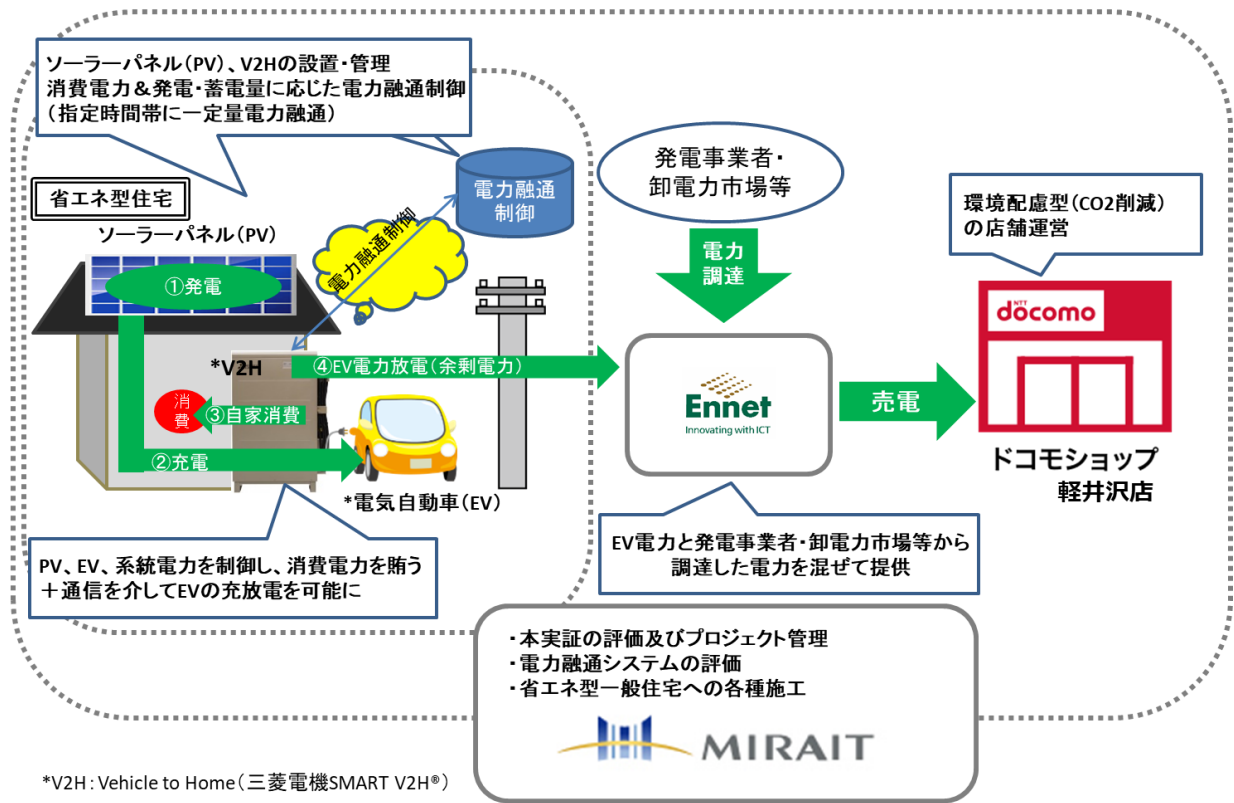 ソーラーパネル(PV)、V2Hの設置・管理
消費電力&発電・蓄電量に応じた電力融通制御
(指定時間帯に一定量電力融通)
省エネ型住宅
ソーラーパネル(PV)
①発電
電力融通制御
電力融通
制御
発電事業者・
卸電力市場等
電力
調達
環境配慮型(CO2削減)
の店舗運営
NTT
döcomo
*V2H
④EV電力放電(余剰電力)
消
費
③自家消費
②充電
*電気自動車(EV)
Ennet
Innovating with ICT
売電
ドコモショップ
軽井沢店
PV、EV、系統電力を制御し、消費電力を賄う
+通信を介してEVの充放電を可能に
EV電力と発電事業者・卸電力市場等から
調達した電力を混ぜて提供
・本実証の評価及びプロジェクト管理
・電力融通システムの評価
・省エネ型一般住宅への各種施工
MIRAIT
*V2H:Vehicle to Home(三菱電機SMART V2H®)